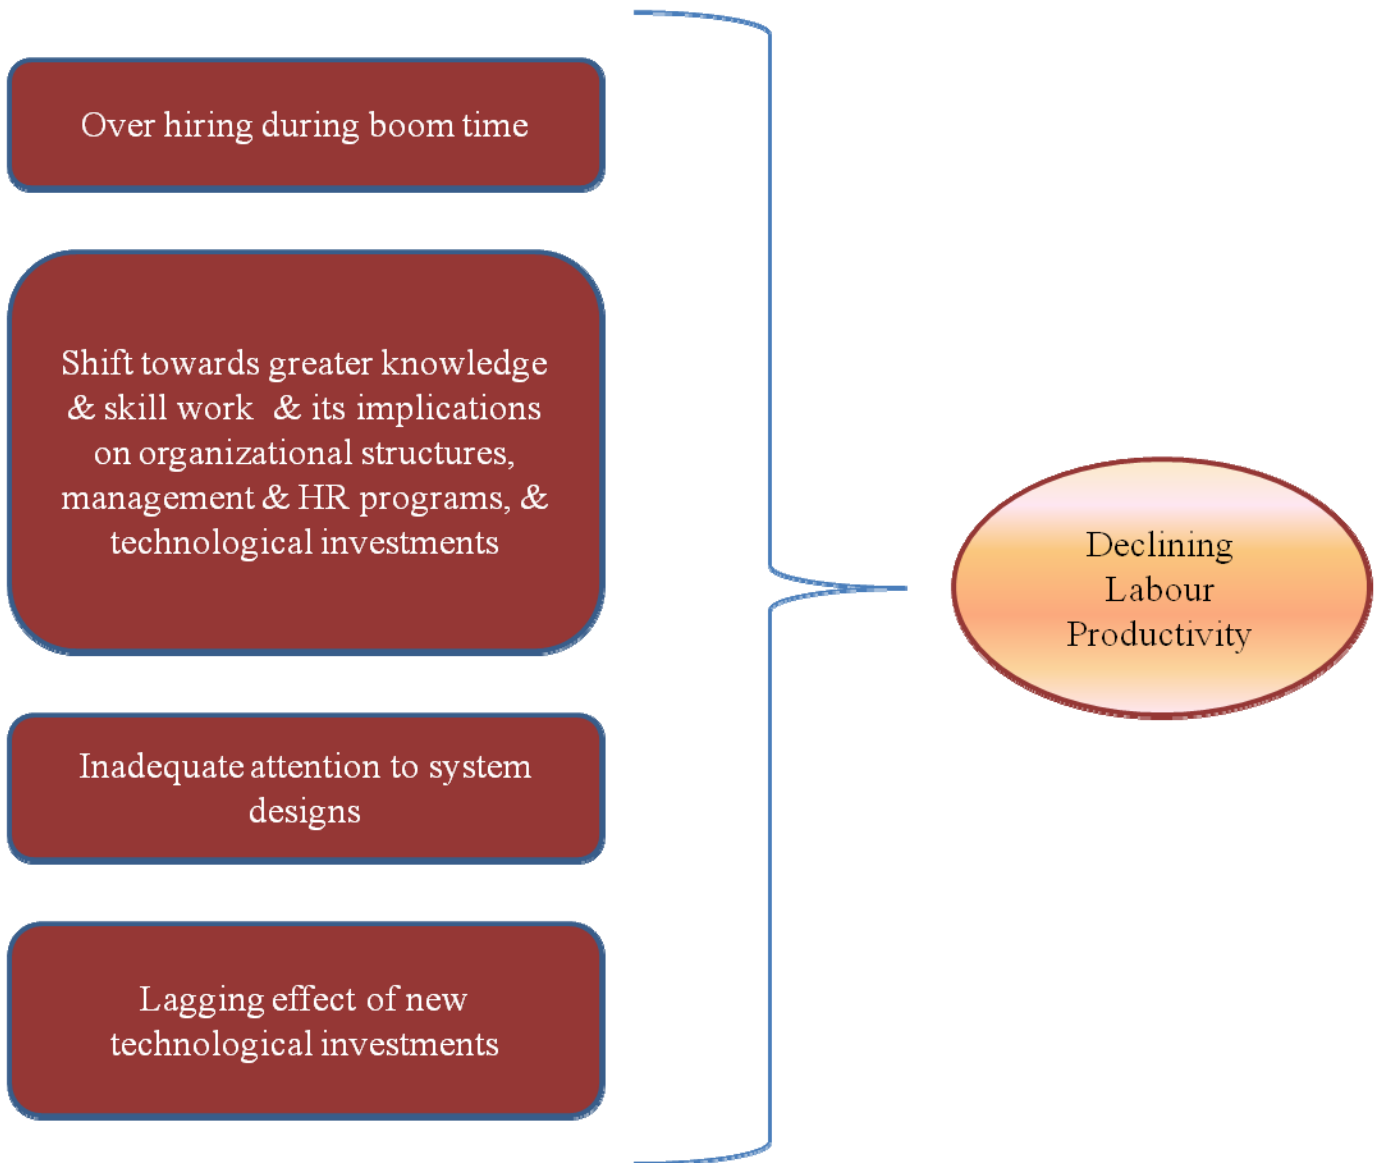 Over hiring during boom time
Shift towards greater knowledge
& skill work & its implications
on organizational structures,
management & HR programs, &
technological investments
Inadequate attention to system
designs
Lagging effect of new
technological investments
Declining
Labour
Productivity